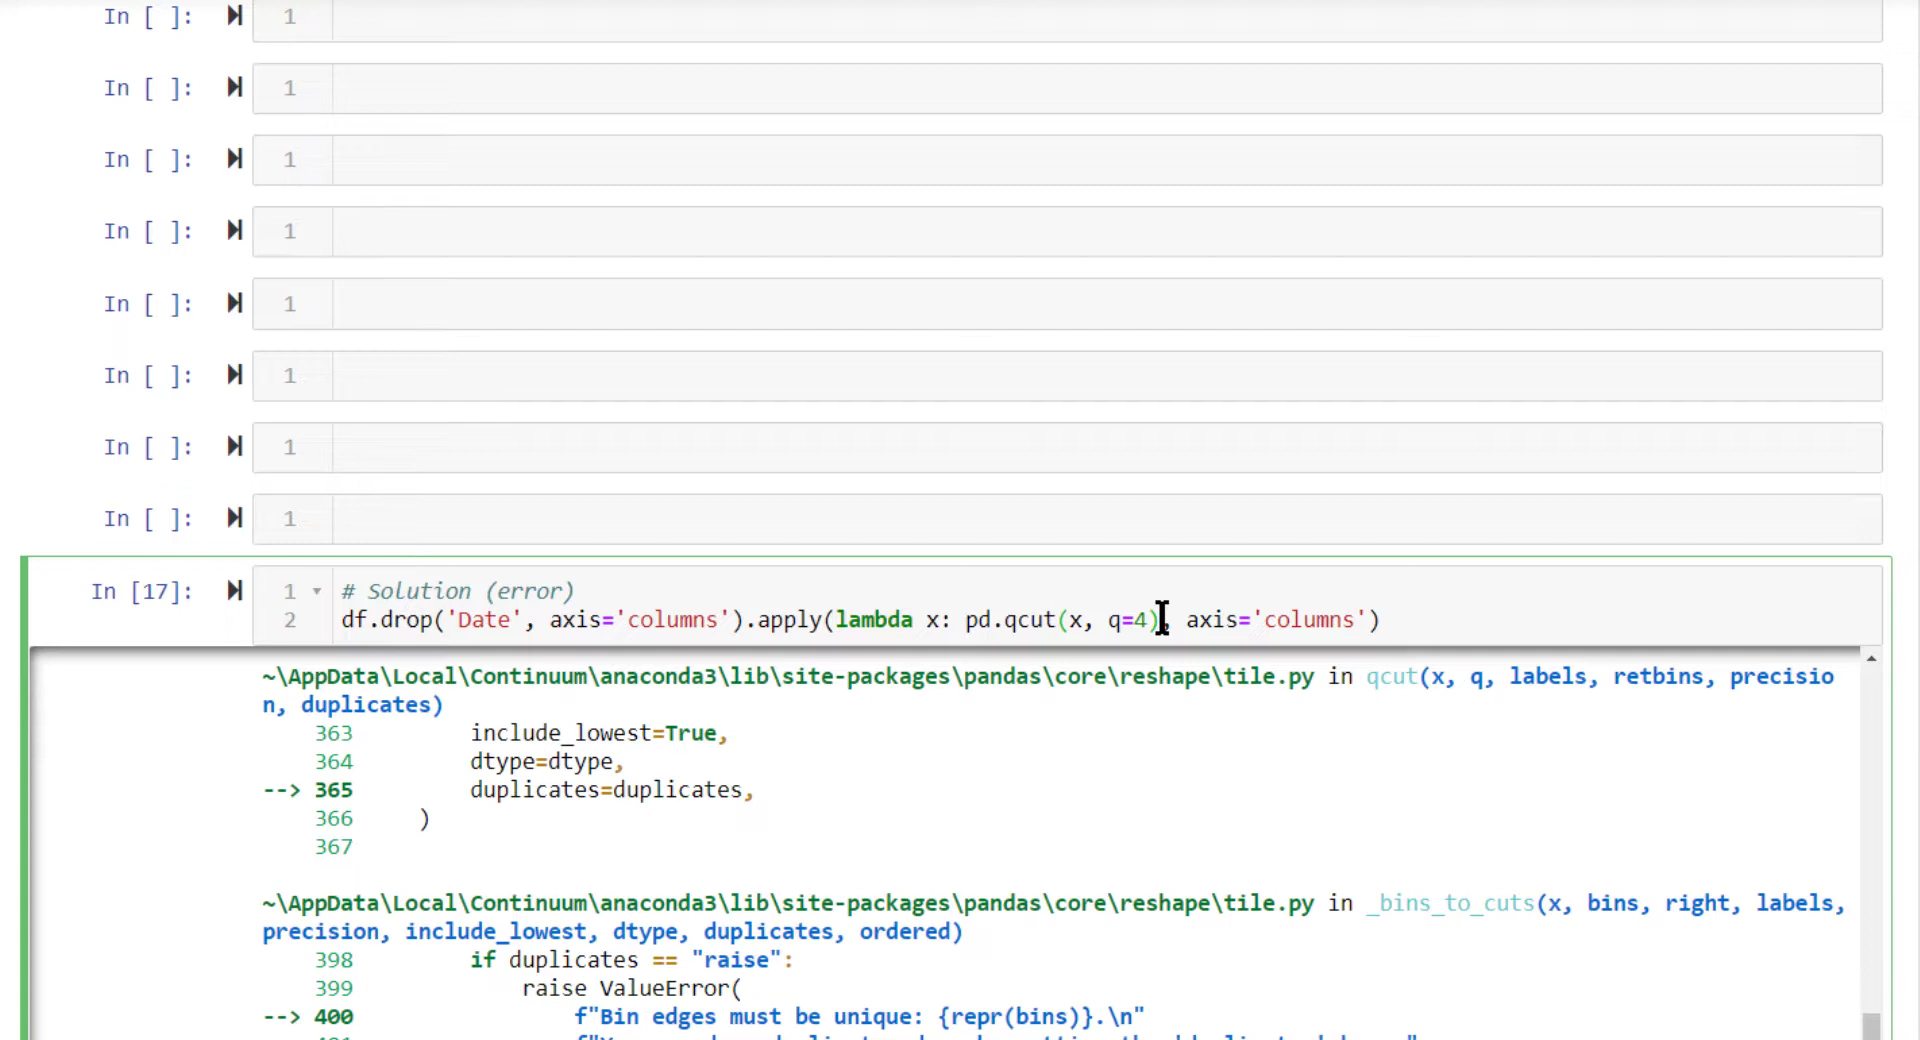 In [ ]: 1
In [ ]: 1
In [ ]: 1
In [ ]: 1
In [ ]: 1
In [ ]: 1
In [ ]: 1
In [ ]: 1
In [17]: 1 # Solution (error)
2 df.drop('Date', axis='columns').apply(lambda x: pd.qcut(x, q=4), axis='columns')
~\AppData\Local\Continuum\anaconda3\lib\site-packages\pandas\core\reshape\tile.py in qcut(x, q, labels, retbins, precisio
n, duplicates)
363 include_lowest=True,
364 dtype=dtype,
--> 365 duplicates=duplicates,
366 )
367
~\AppData\Local\Continuum\anaconda3\lib\site-packages\pandas\core\reshape\tile.py in _bins_to_cuts(x, bins, right, labels,
precision, include_lowest, dtype, duplicates, ordered)
398 if duplicates == "raise":
399 raise ValueError(
--> 400 f"Bin edges must be unique: {repr(bins)}.\n"